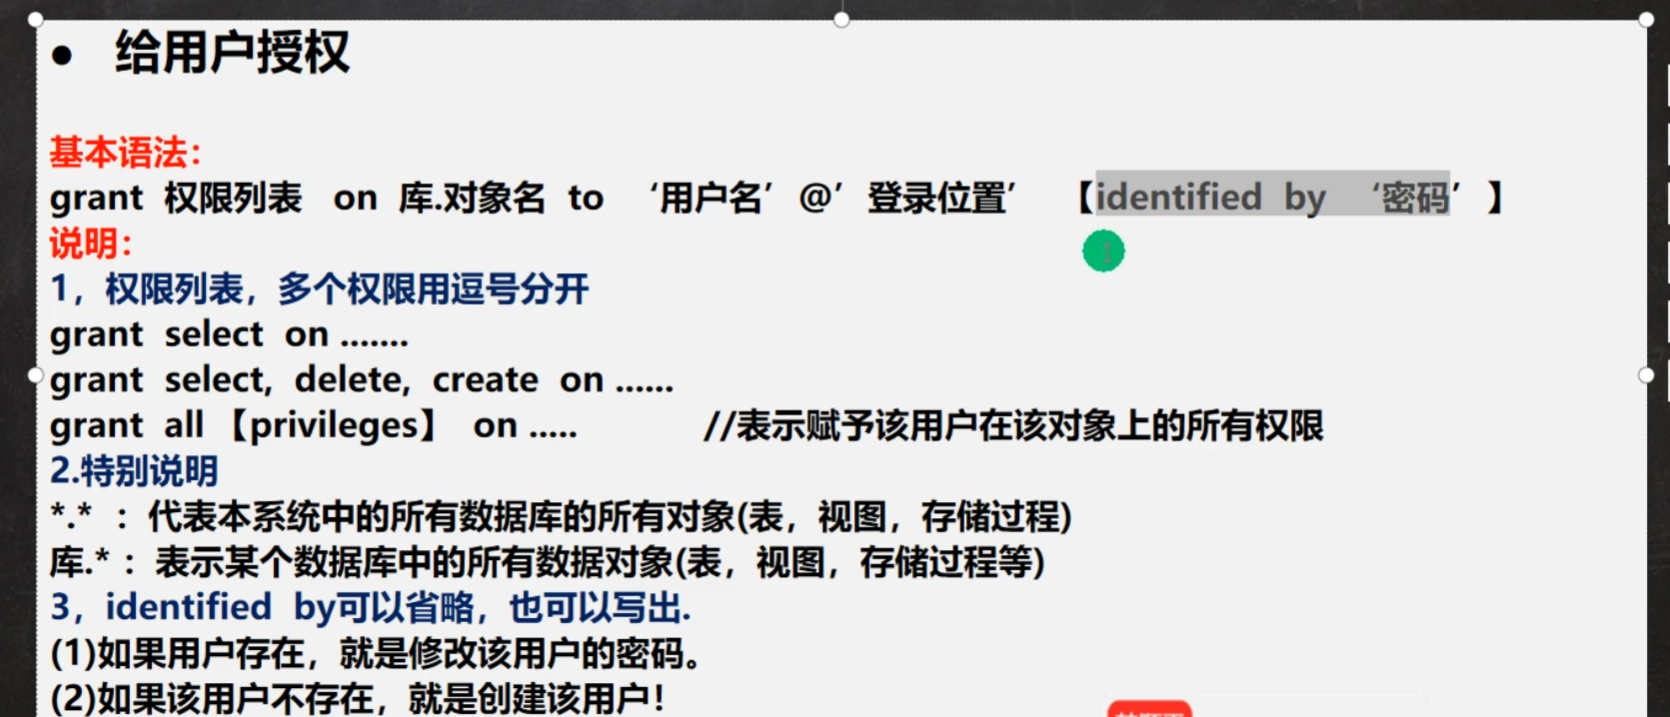 ● 给用户授权
基本语法：
grant 权限列表 on 库.对象名 to ‘用户名’@’登录位置’ 【identified by ‘密码’】
说明：
1，权限列表，多个权限用逗号分开
grant select on .......
grant select, delete, create on ......
grant all【privileges】 on ..... //表示赋予该用户在该对象上的所有权限
2.特别说明
*.* ：代表本系统中的所有数据库的所有对象(表，视图，存储过程)
库.*：表示某个数据库中的所有数据对象(表，视图，存储过程等)
3，identified by可以省略，也可以写出.
(1)如果用户存在，就是修改该用户的密码。
(2)如果该用户不存在，就是创建该用户！